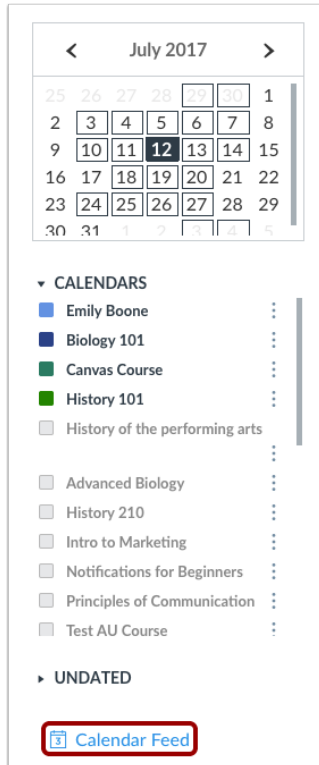 July 2017
25 26 27 28 29 30 1
2 3 4 5 6 7 8
9 10 11 12 13 14 15
16 17 18 19 20 21 22
23 24 25 26 27 28 29
30 31 1 2 3 4 5
CALENDARS
Emily Boone
Biology 101
Canvas Course
History 101
History of the performing arts
Advanced Biology
History 210
Intro to Marketing
Notifications for Beginners
Principles of Communication
Test AU Course
UNDATED
3 Calendar Feed